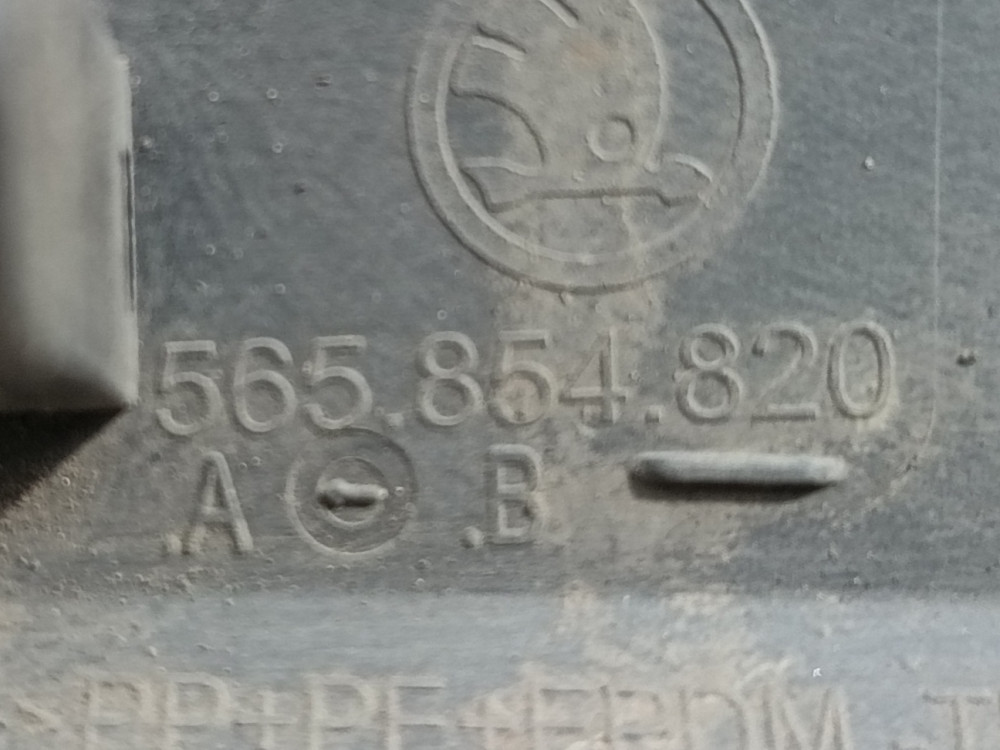 565.854.820
.A .B
>PP+PE+EPDM T